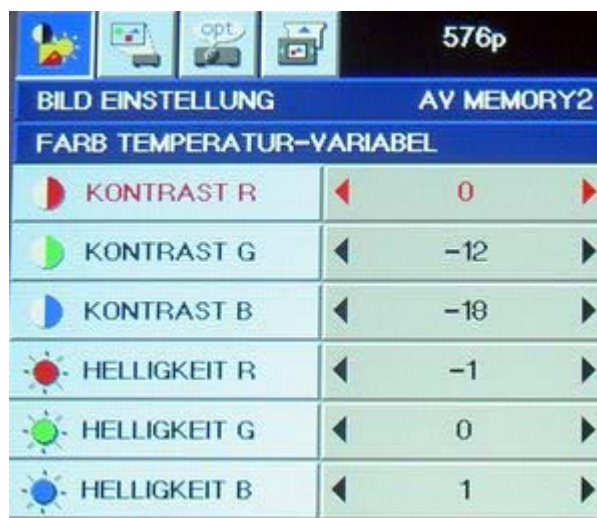 opt
576p
BILD EINSTELLUNG AV MEMORY2
FARB TEMPERATUR-VARIABEL
KONTRAST R 0
KONTRAST G -12
KONTRAST B -18
HELLIGKEIT R -1
HELLIGKEIT G 0
HELLIGKEIT B 1